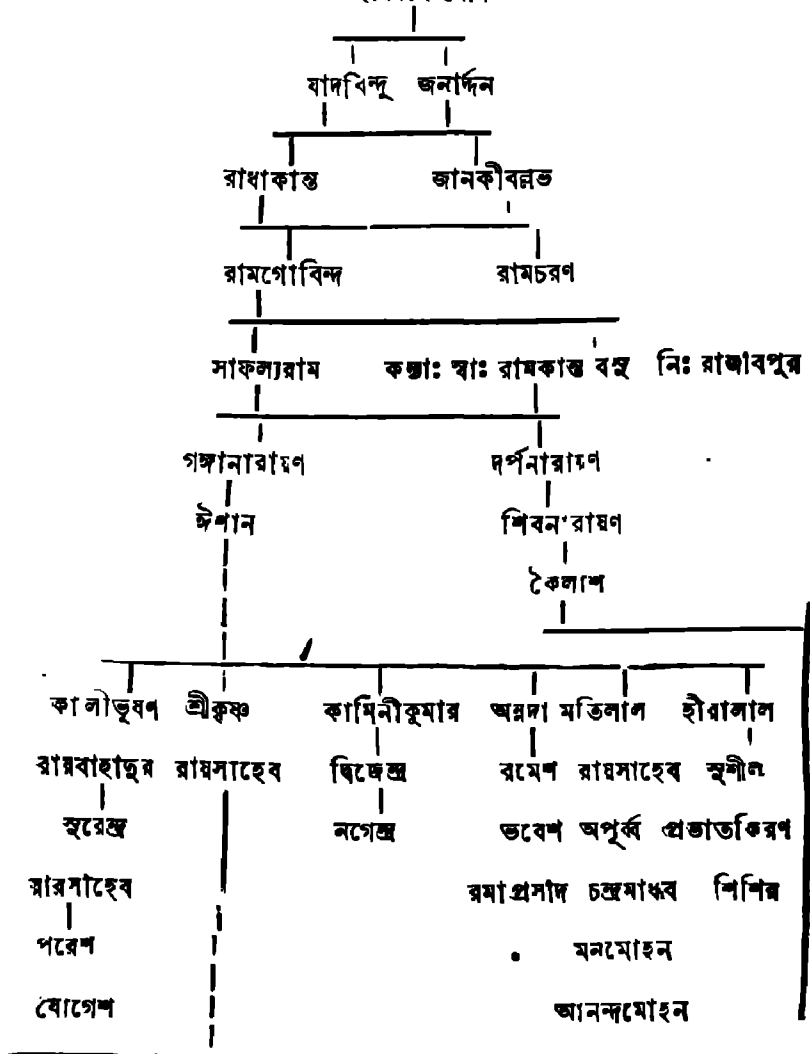 যাদবিন্দু জনার্দ্দন
রাধাকান্ত জানকীবল্লভ
রামগোবিন্দ রামচরণ
সাফল্যরাম কন্যাঃ স্বাঃ রামকান্ত বসু নিঃ রাজাবপুর
গঙ্গানারায়ণ দর্পনারায়ণ
ঈশান শিবনারায়ণ
কৈলাশ
কালীভূষণ শ্রীকৃষ্ণ কামিনীকুমার অন্নদা মতিলাল হীরালাল
রায়বাহাদুর রায়সাহেব দ্বিজেন্দ্র রমেশ রায়সাহেব সুশীল
সুরেন্দ্র নগেন্দ্র ভবেশ অপূর্ব্ব প্রভাতকিরণ
রায়সাহেব রমাপ্রসাদ চন্দ্রমাধব শিশির
পরেশ মনমোহন
যোগেশ আনন্দমোহন